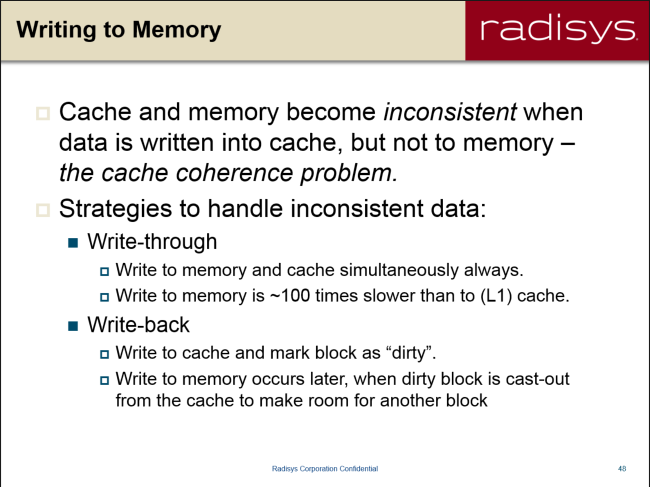 Writing to Memory
radisys.
Cache and memory become inconsistent when
data is written into cache, but not to memory –
the cache coherence problem.
Strategies to handle inconsistent data:
Write-through
Write to memory and cache simultaneously always.
Write to memory is ~100 times slower than to (L1) cache.
Write-back
Write to cache and mark block as “dirty”.
Write to memory occurs later, when dirty block is cast-out
from the cache to make room for another block
Radisys Corporation Confidential
48